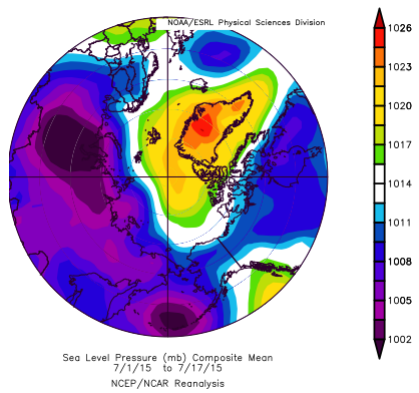 NOAA/ESRL Physical Sciences Division
1026
1023
1020
1017
1014
1011
1008
1005
1002
Sea Level Pressure (mb) Composite Mean
7/1/15 to 7/17/15
NCEP/NCAR Reanalysis